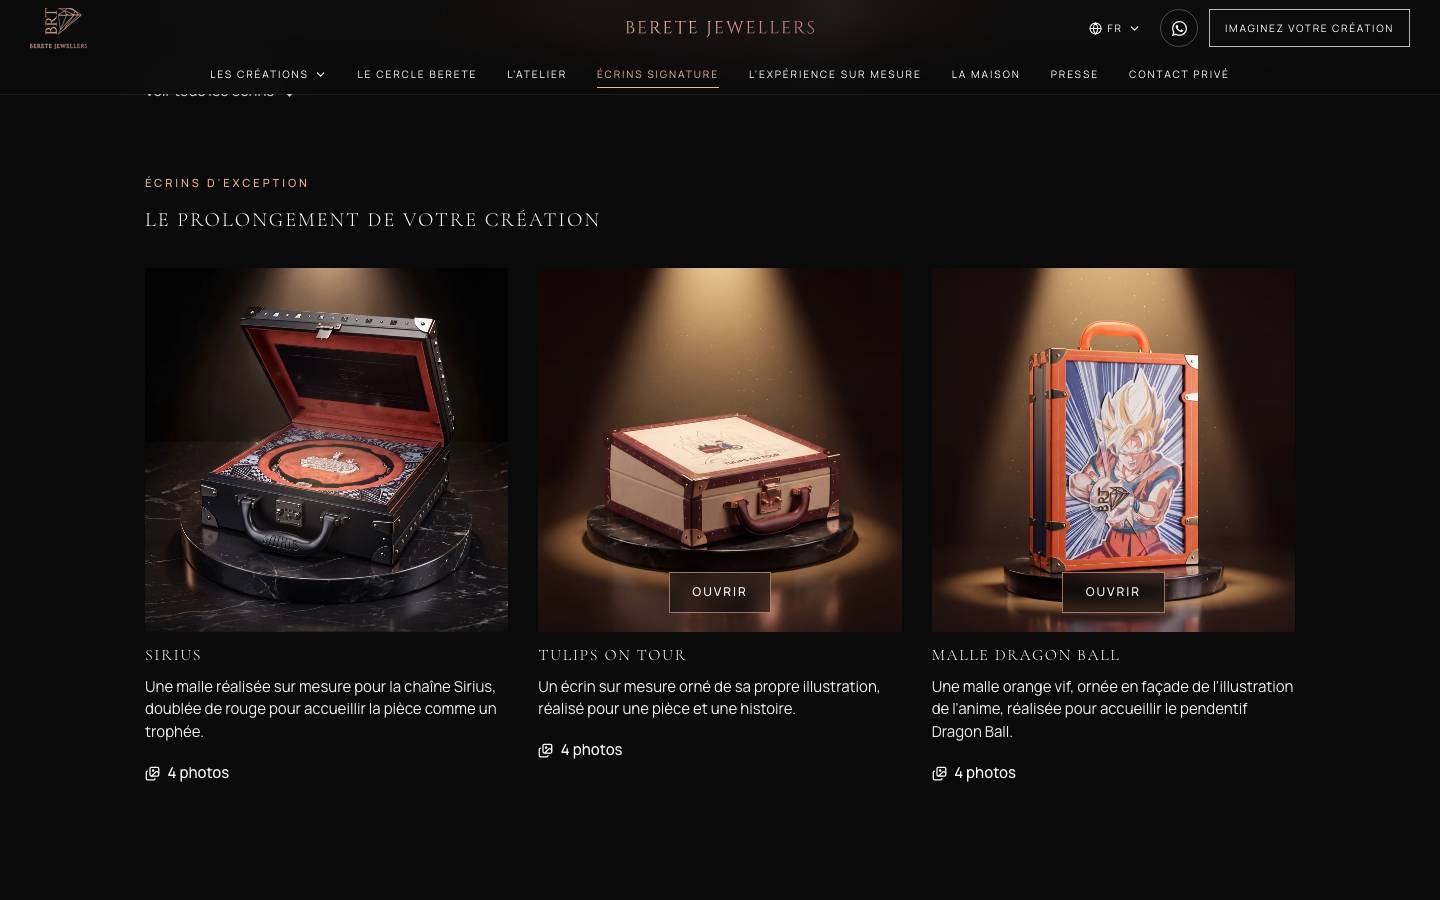 BRT
BERETE JEWELLERS
BERETE JEWELLERS
FR
IMAGINEZ VOTRE CRÉATION
LES CRÉATIONS
LE CERCLE BERETE
L'ATELIER
ÉCRINS SIGNATURE
L'EXPÉRIENCE SUR MESURE
LA MAISON
PRESSE
CONTACT PRIVÉ
ÉCRINS D'EXCEPTION
LE PROLONGEMENT DE VOTRE CRÉATION
SIRIUS
TULIPS ON TOUR
BRT
OUVRIR
OUVRIR
SIRIUS
Une malle réalisée sur mesure pour la chaîne Sirius,
doublée de rouge pour accueillir la pièce comme un
trophée.
4 photos
TULIPS ON TOUR
Un écrin sur mesure orné de sa propre illustration,
réalisé pour une pièce et une histoire.
4 photos
MALLE DRAGON BALL
Une malle orange vif, ornée en façade de l'illustration
de l'anime, réalisée pour accueillir le pendentif
Dragon Ball.
4 photos